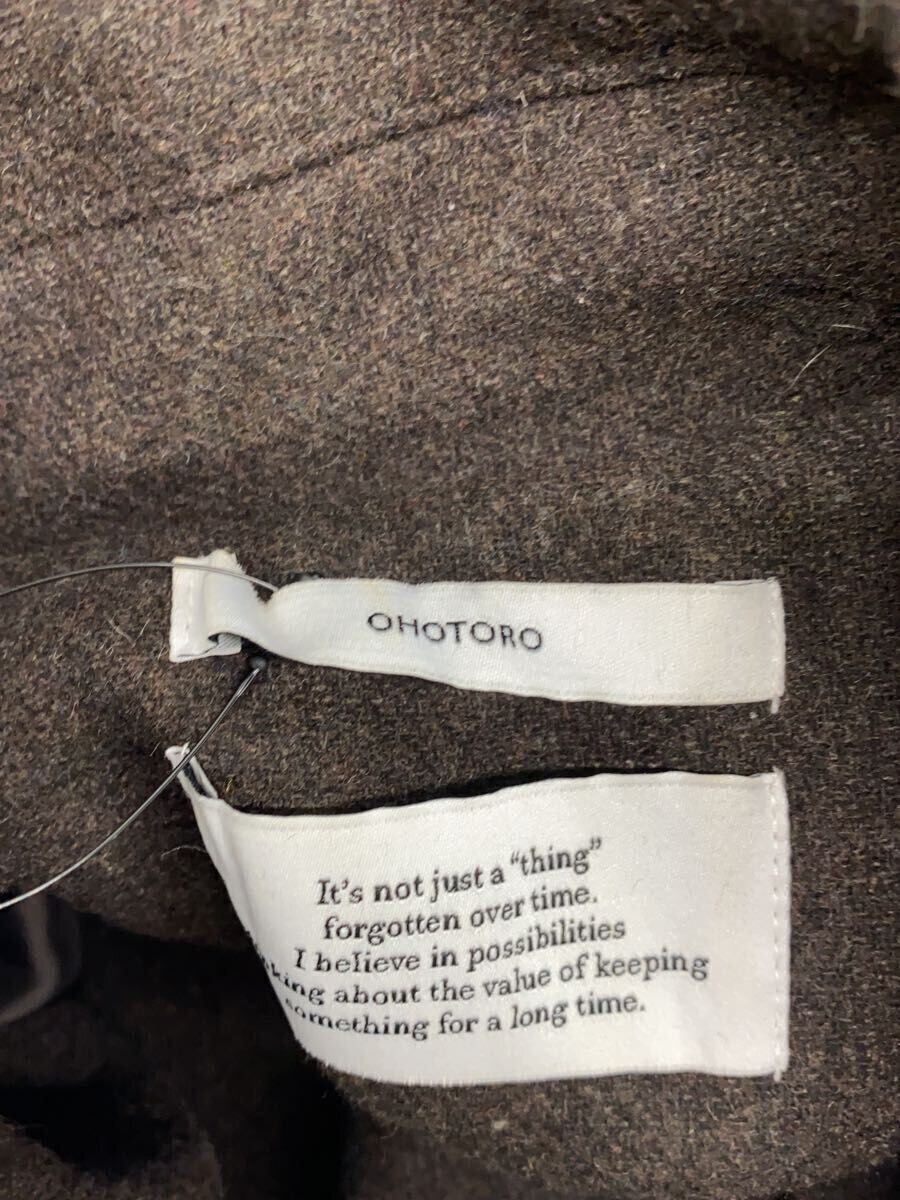 OHOTORO
It's not just a “thing”
forgotten over time.
I believe in possibilities
about the value of keeping
something for a long time.